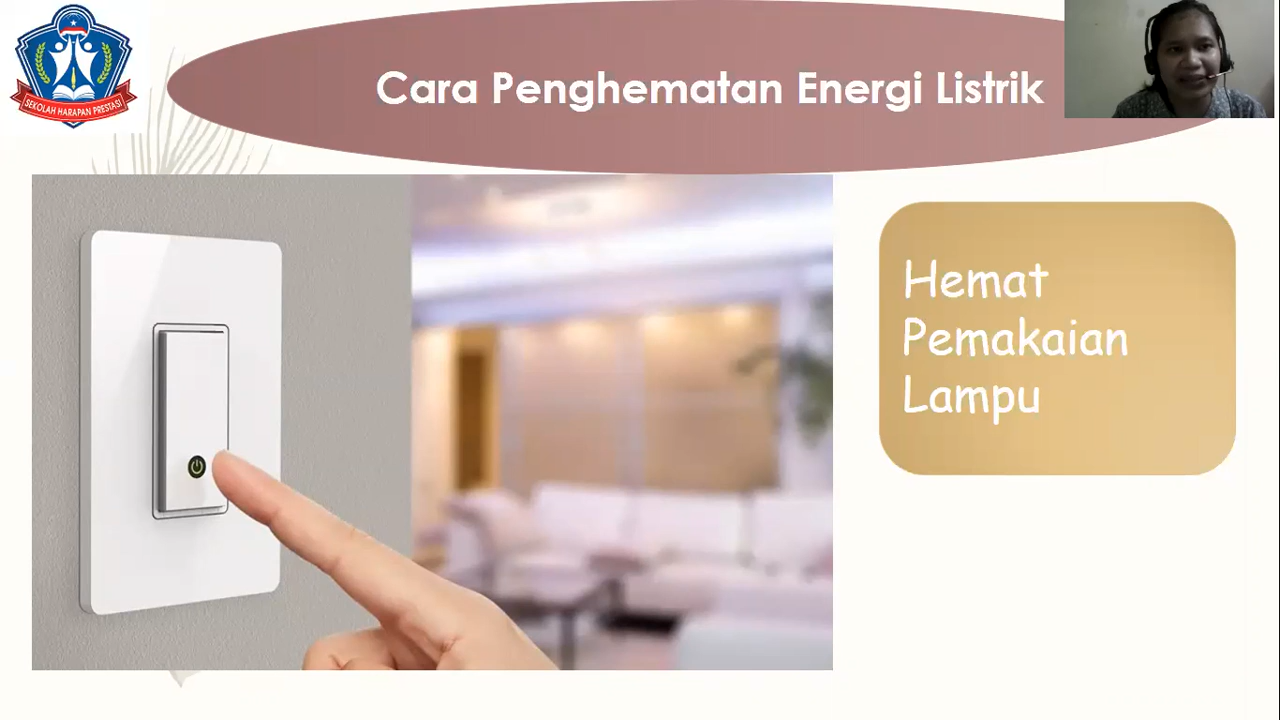 SEKOLAH HARAPAN PRESTASI
Cara Penghematan Energi Listrik
Hemat
Pemakaian
Lampu